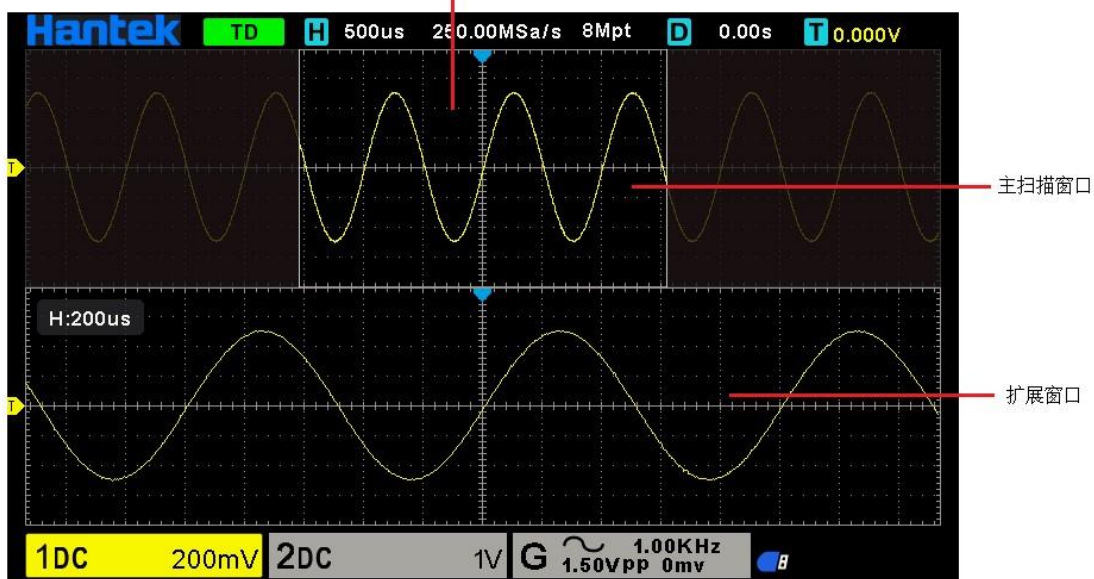 Hantek TD H 500us 250.00MSa/s 8Mpt D 0.00s T 0.000V
T
主扫描窗口
H:200us
扩展窗口
T
1DC 200mV 2DC 1V G 1.00KHz
1.50Vpp 0mv